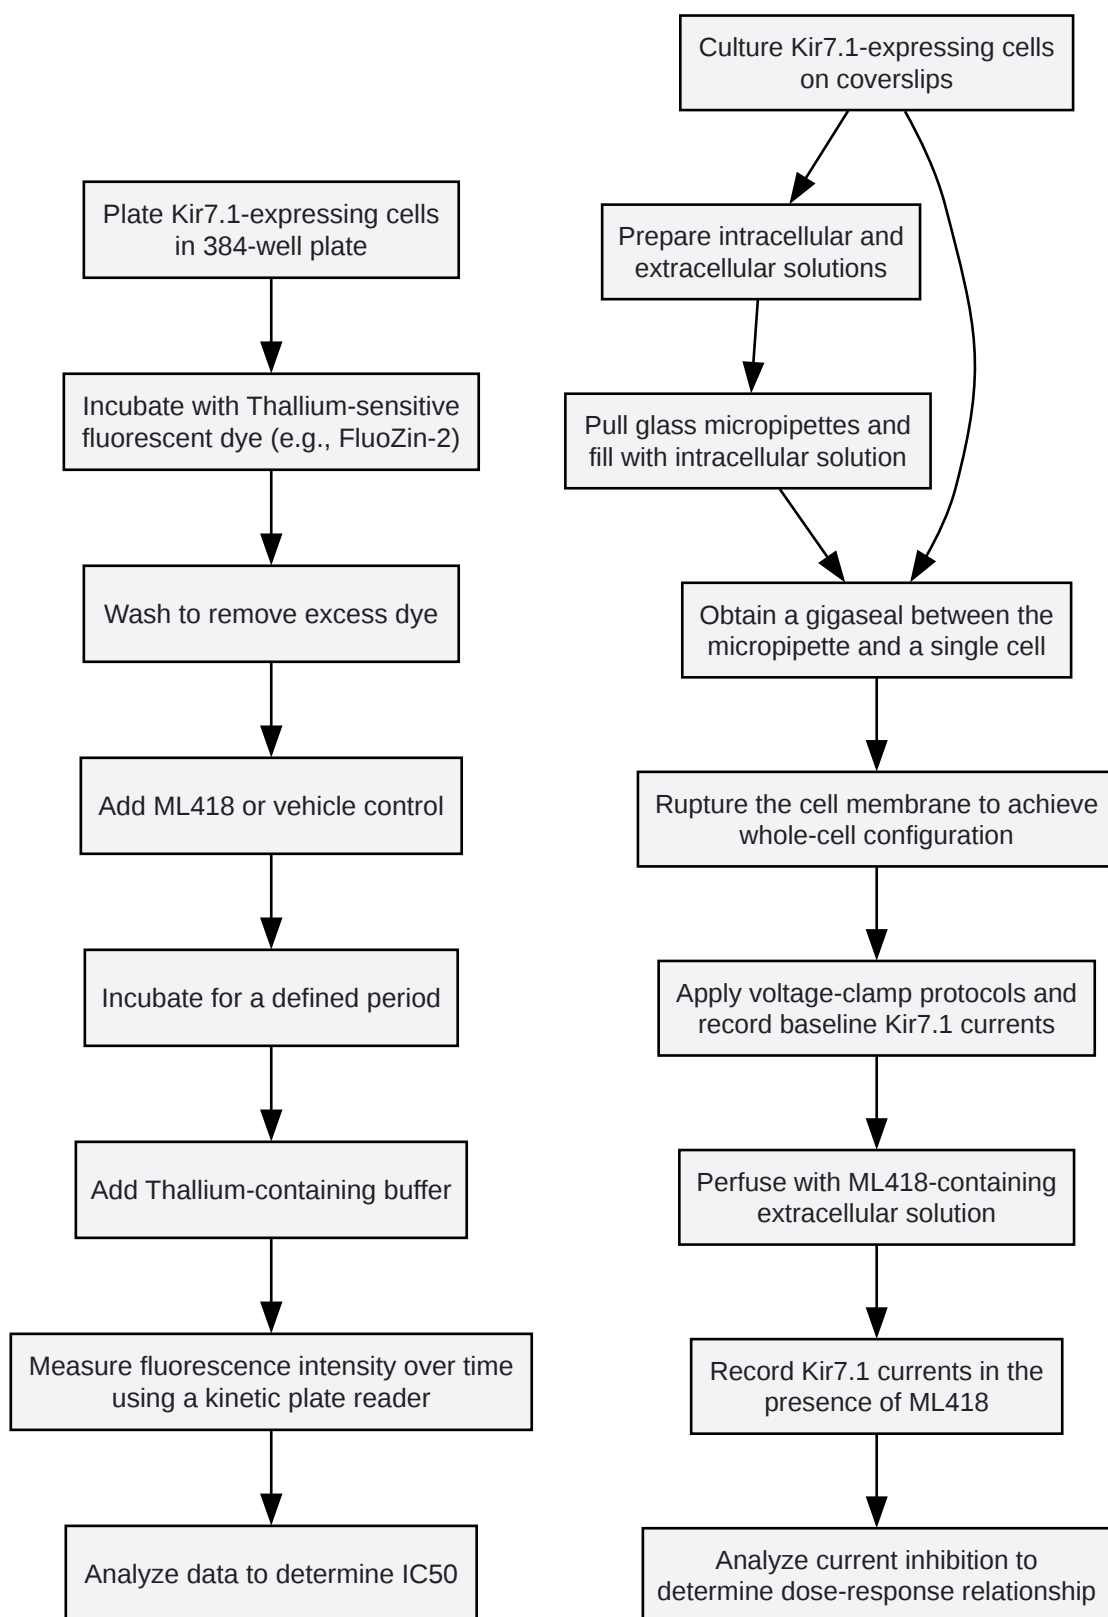 Plate Kir7.1-expressing cells
in 384-well plate
Incubate with Thallium-sensitive
fluorescent dye (e.g., FluoZin-2)
Wash to remove excess dye
Add ML418 or vehicle control
Incubate for a defined period
Add Thallium-containing buffer
Measure fluorescence intensity over time
using a kinetic plate reader
Analyze data to determine IC50
Culture Kir7.1-expressing cells
on coverslips
Prepare intracellular and
extracellular solutions
Pull glass micropipettes and
fill with intracellular solution
Obtain a gigaseal between the
micropipette and a single cell
Rupture the cell membrane to achieve
whole-cell configuration
Apply voltage-clamp protocols and
record baseline Kir7.1 currents
Perfuse with ML418-containing
extracellular solution
Record Kir7.1 currents in the
presence of ML418
Analyze current inhibition to
determine dose-response relationship